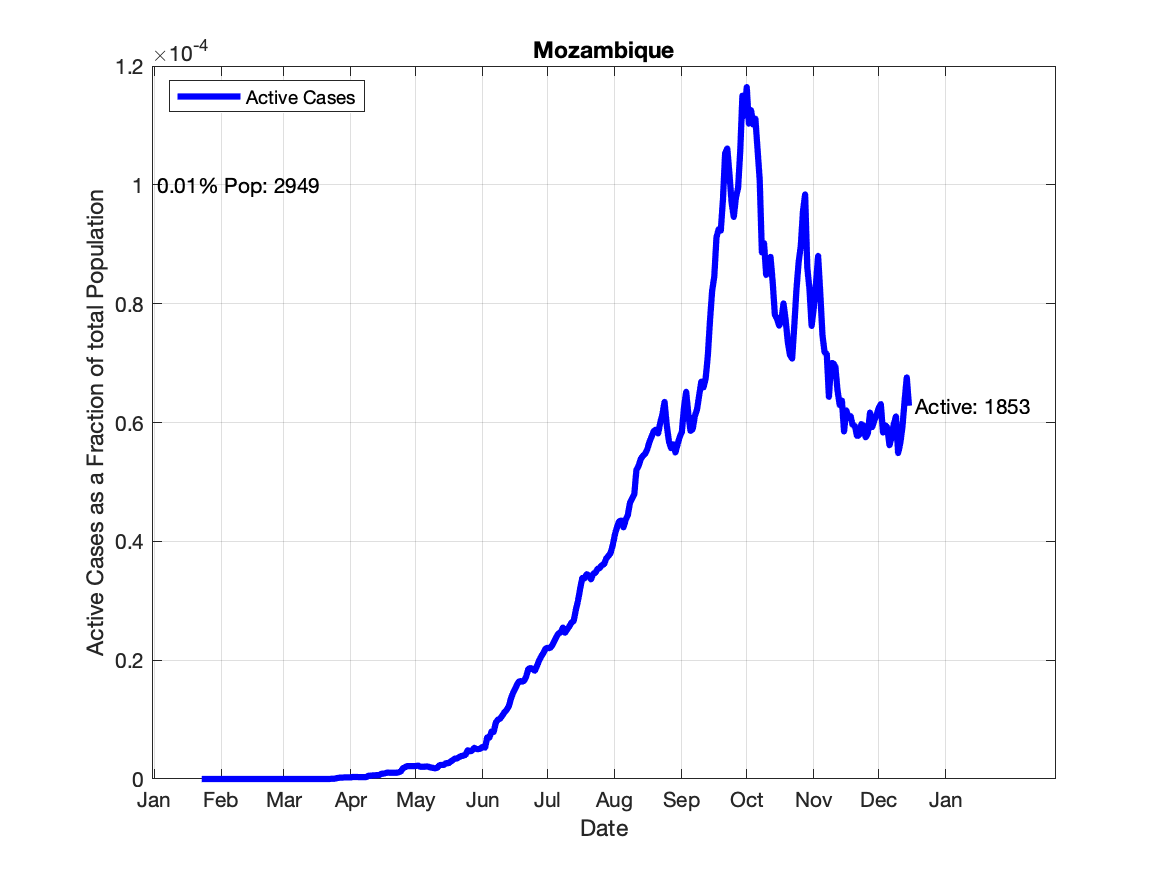 Mozambique
×10-4
1.2
Active Cases
1
0.01% Pop: 2949
0.8
0.6
0.4
0.2
0
Active: 1853
Active Cases as a Fraction of total Population
Jan Feb Mar Apr May Jun Jul Aug Sep Oct Nov Dec Jan
Date